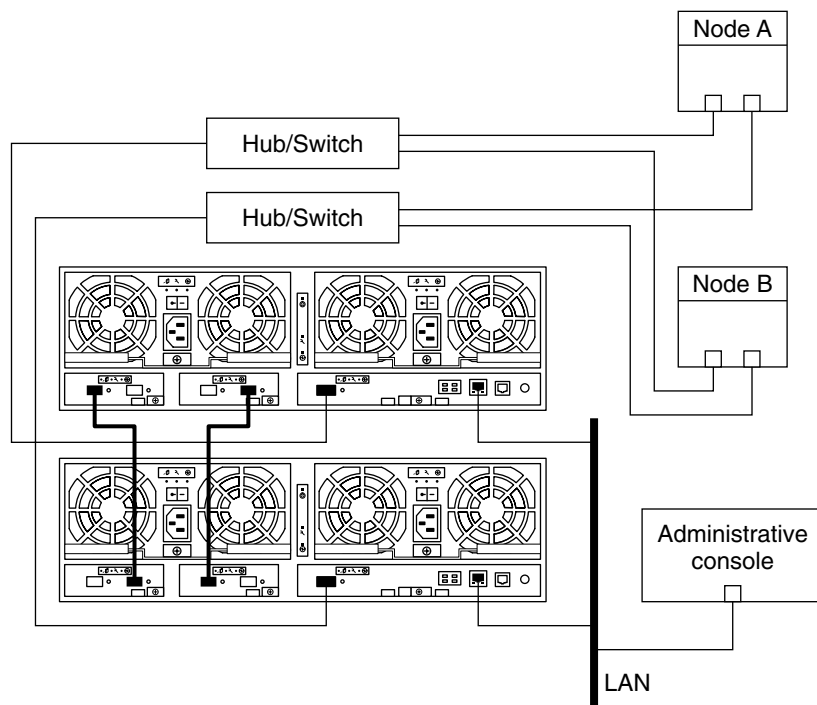 Node A
Hub/Switch
Hub/Switch
Node B
Administrative
console
LAN